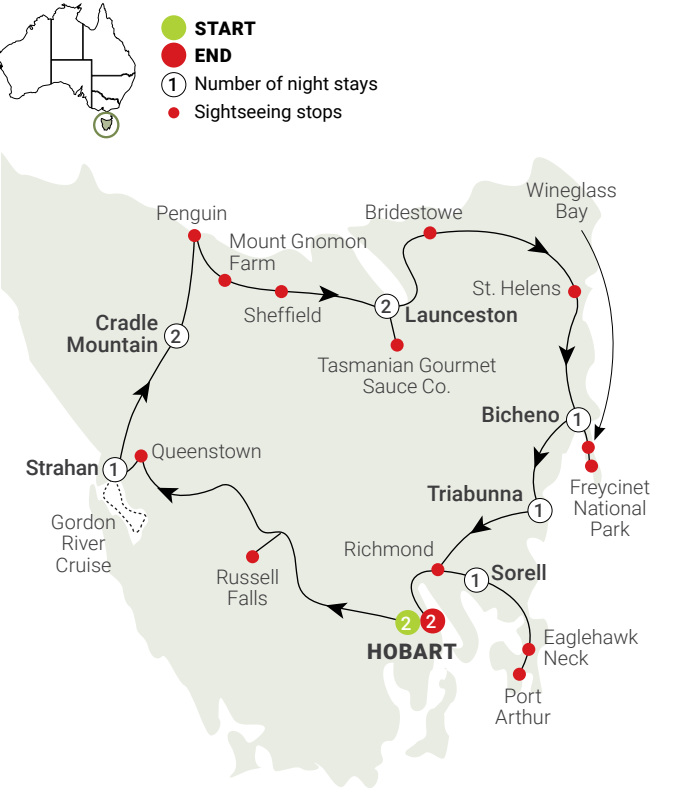 START
END
1 Number of night stays
Sightseeing stops
Wineglass
Bay
Penguin
Bridestowe
Mount Gnomon
Farm
St. Helens
Sheffield
2
Launceston
Cradle
Mountain
2
Tasmanian Gourmet
Sauce Co.
Bicheno
1
Queenstown
Strahan
1
Freycinet
National
Park
Triabunna
1
Gordon
River
Cruise
Richmond
Russell
Falls
1
Sorell
2
2
HOBART
Eaglehawk
Neck
Port
Arthur